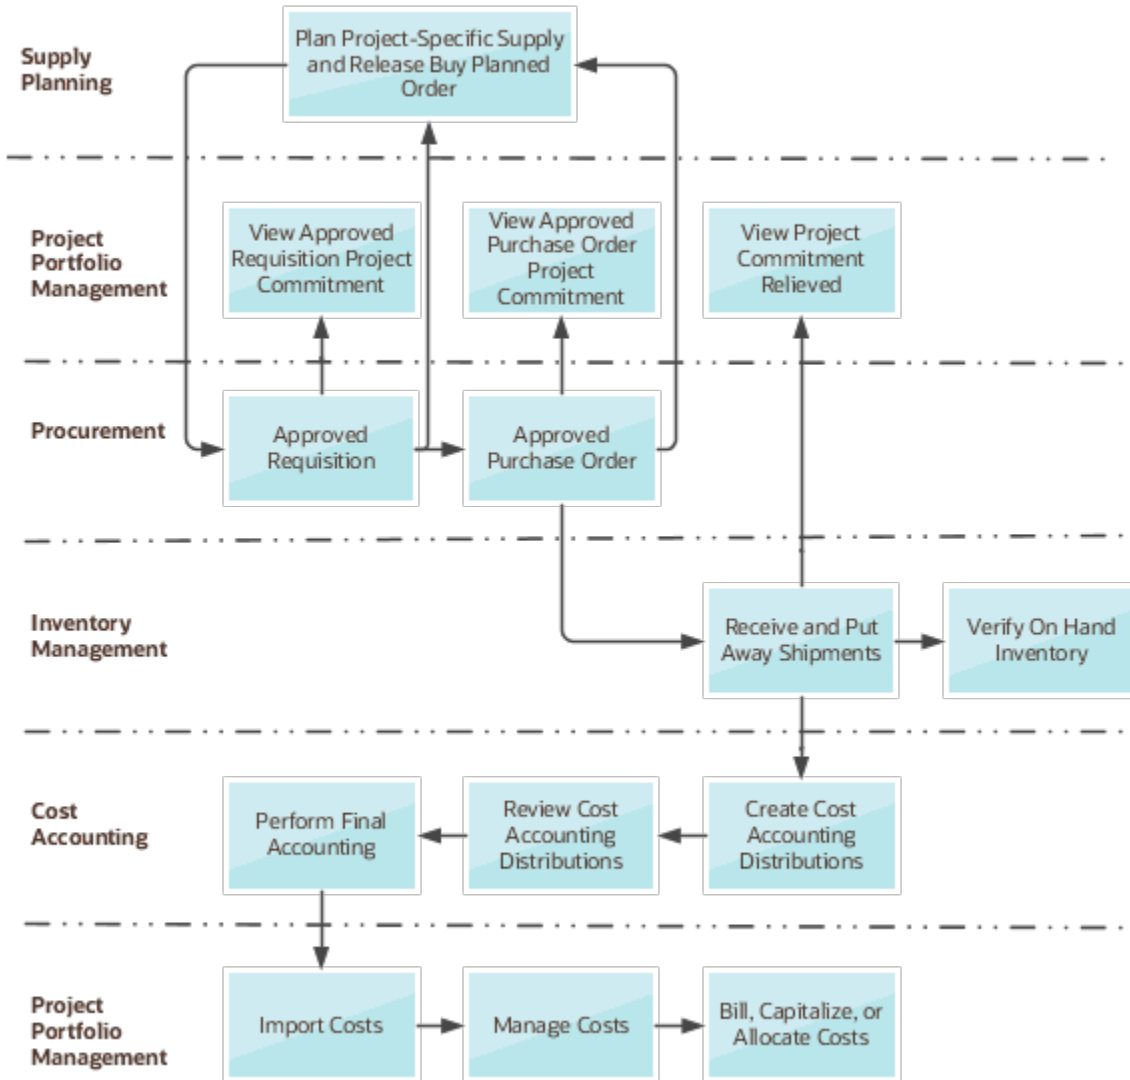 Supply
Planning
Plan Project-Specific Supply
and Release Buy Planned
Order
Project
Portfolio
Management
View Approved
Requisition Project
Commitment
View Approved
Purchase Order
Project
Commitment
View Project
Commitment
Relieved
Procurement
Approved
Requisition
Approved
Purchase Order
Inventory
Management
Receive and Put
Away Shipments
Verify On Hand
Inventory
Cost
Accounting
Perform Final
Accounting
Review Cost
Accounting
Distributions
Create Cost
Accounting
Distributions
Project
Portfolio
Management
Import Costs
Manage Costs
Bill, Capitalize, or
Allocate Costs